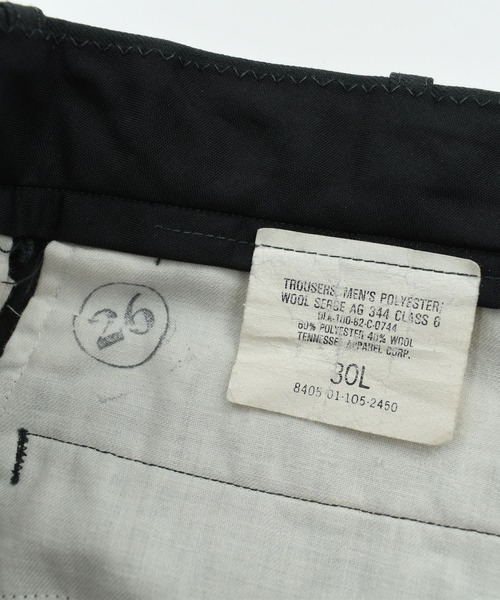 26
TROUSERS, MEN'S POLYESTER/
WOOL SERGE AG 344 CLASS 6
DLA-100-82-C-0744
60% POLYESTER 40% WOOL
TENNESSEE APPAREL CORP.
30L
8405-01-105-2450